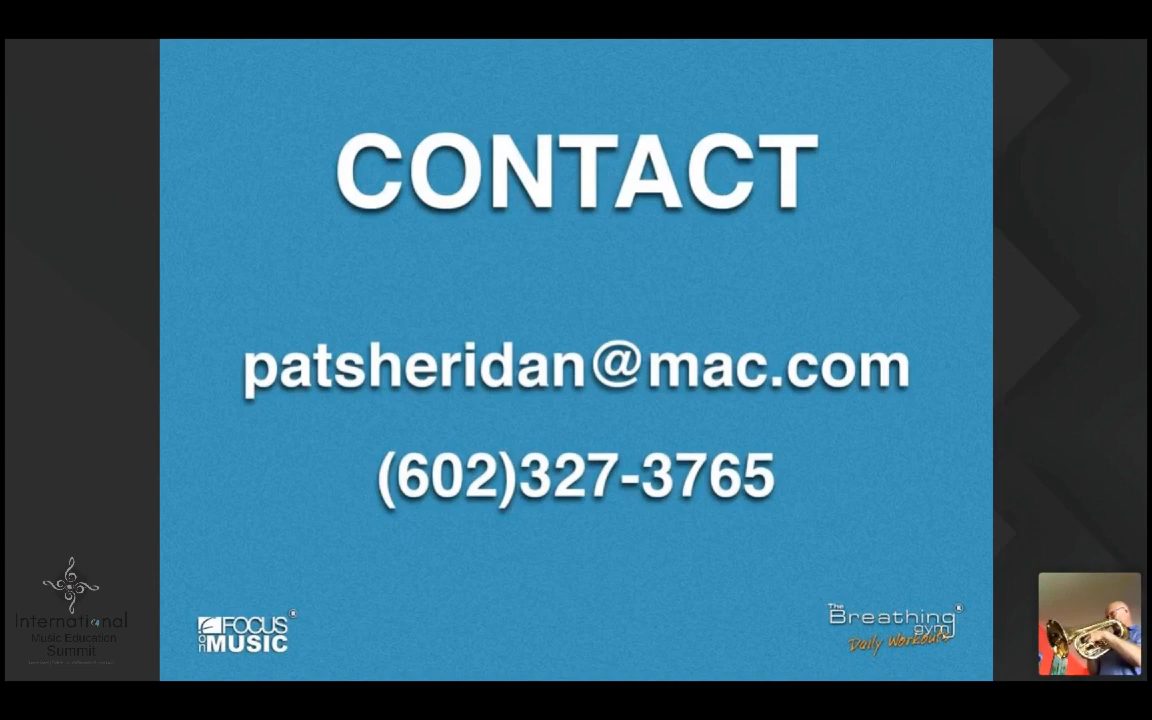 CONTACT
patsheridan@mac.com
(602)327-3765
International
Music Education
Summit
FOCUS
on MUSIC
The
Breathing
gym
Daily Workouts